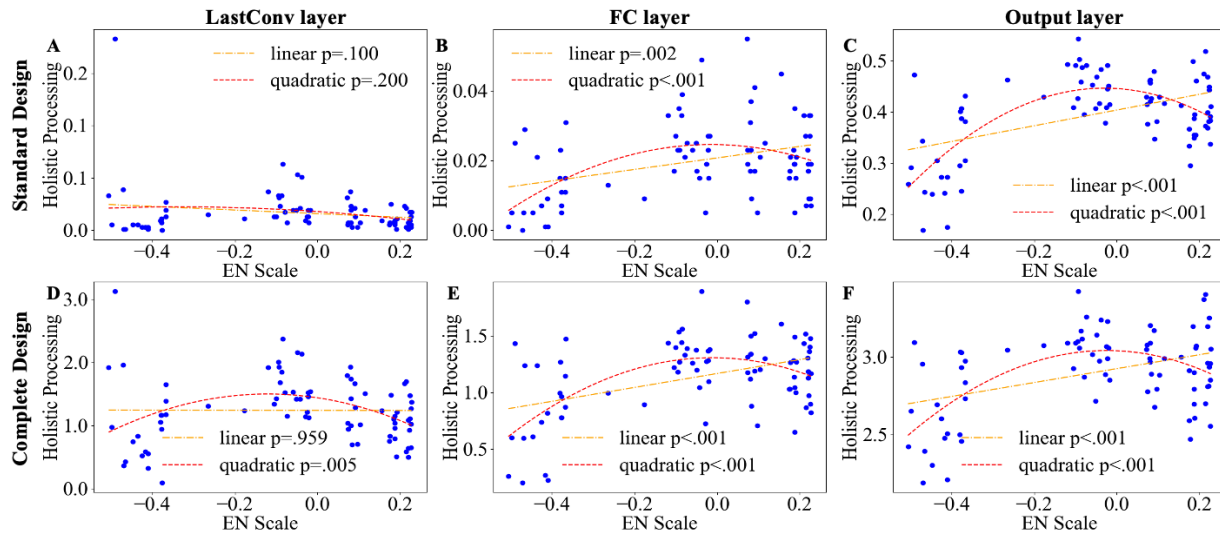 LastConv layer
FC layer
Output layer
Standard Design
Complete Design
A
Holistic Processing
0.2
0.1
0.1
0.0
linear p=.100
quadratic p=.200
−0.4
−0.2
0.0
0.2
EN Scale
B
Holistic Processing
0.04
0.02
0.00
linear p=.002
quadratic p<.001
−0.4
−0.2
0.0
0.2
EN Scale
C
Holistic Processing
0.5
0.4
0.3
0.2
linear p<.001
quadratic p<.001
−0.4
−0.2
0.0
0.2
EN Scale
D
Holistic Processing
3.0
2.0
1.0
0.0
linear p=.959
quadratic p=.005
−0.4
−0.2
0.0
0.2
EN Scale
E
Holistic Processing
1.5
1.0
0.5
linear p<.001
quadratic p<.001
−0.4
−0.2
0.0
0.2
EN Scale
F
Holistic Processing
3.0
2.5
linear p<.001
quadratic p<.001
−0.4
−0.2
0.0
0.2
EN Scale